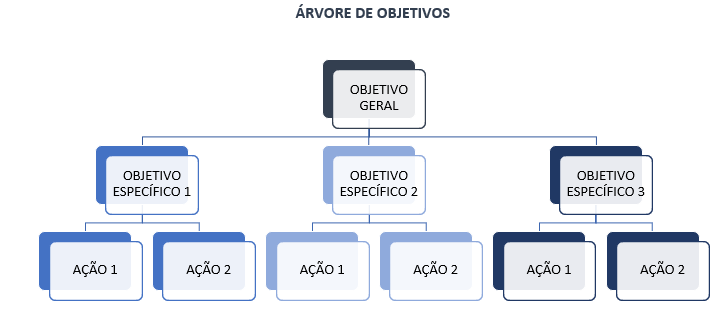 ÁRVORE DE OBJETIVOS
OBJETIVO
GERAL
OBJETIVO
ESPECÍFICO 1
OBJETIVO
ESPECÍFICO 2
OBJETIVO
ESPECÍFICO 3
AÇÃO 1
AÇÃO 2
AÇÃO 1
AÇÃO 2
AÇÃO 1
AÇÃO 2